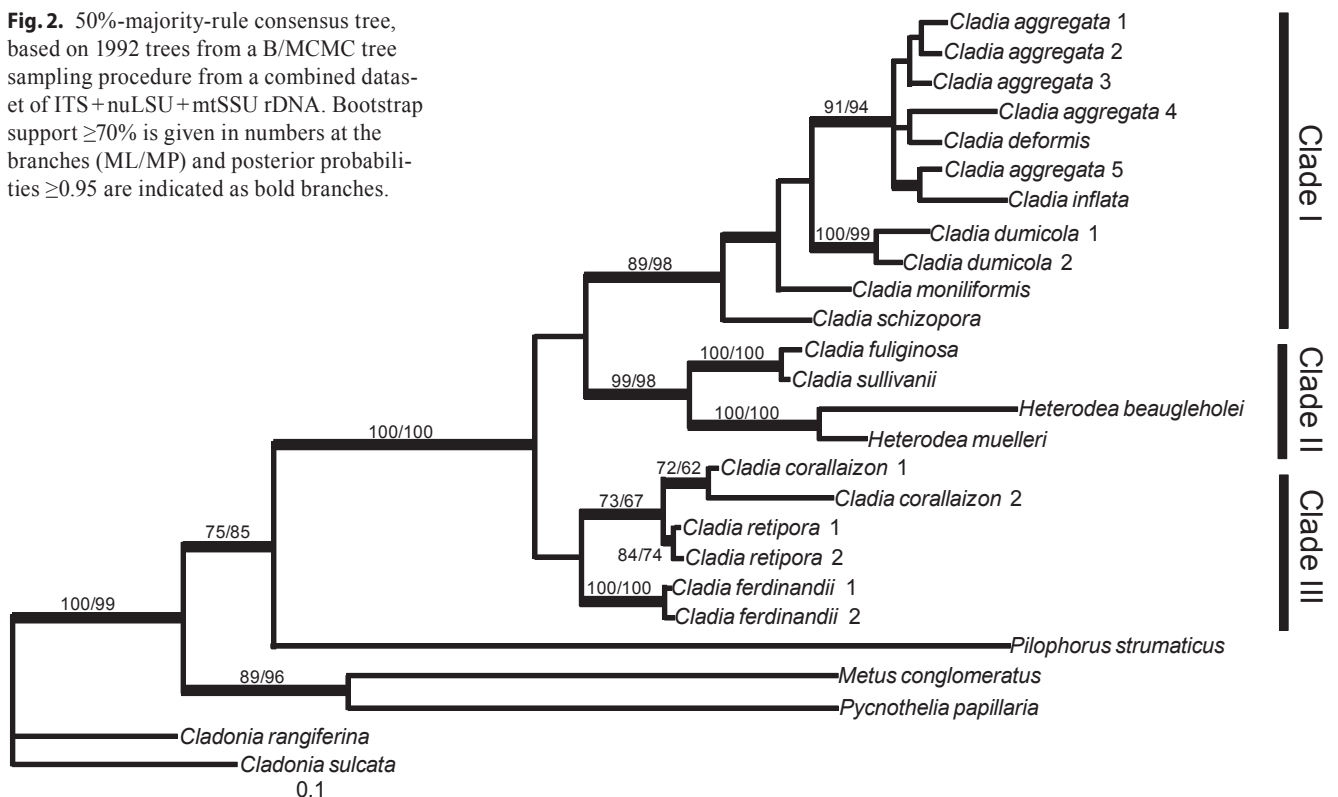 Fig. 2. 50%-majority-rule consensus tree,
based on 1992 trees from a B/MCMC tree
sampling procedure from a combined datas-
et of ITS+nuLSU+mtSSU rDNA. Bootstrap
support ≥70% is given in numbers at the
branches (ML/MP) and posterior probabili-
ties ≥0.95 are indicated as bold branches.
Cladia aggregata 1
Cladia aggregata 2
Cladia aggregata 3
91/94
Cladia aggregata 4
Cladia deformis
Cladia aggregata 5
Cladia inflata
100/99
Cladia dumicola 1
Cladia dumicola 2
89/98
Cladia moniliformis
Cladia schizopora
Clade I
100/100
Cladia fuliginosa
99/98
Cladia sullivanii
100/100
Heterodea beaugleholei
Heterodea muelleri
Clade II
100/100
72/62
Cladia corallaizon 1
73/67
Cladia corallaizon 2
Cladia retipora 1
84/74
Cladia retipora 2
100/100
Cladia ferdinandii 1
Cladia ferdinandii 2
Clade III
75/85
100/99
Pilophorus strumaticus
89/96
Metus conglomeratus
Pycnothelia papillaria
Cladonia rangiferina
Cladonia sulcata
0.1